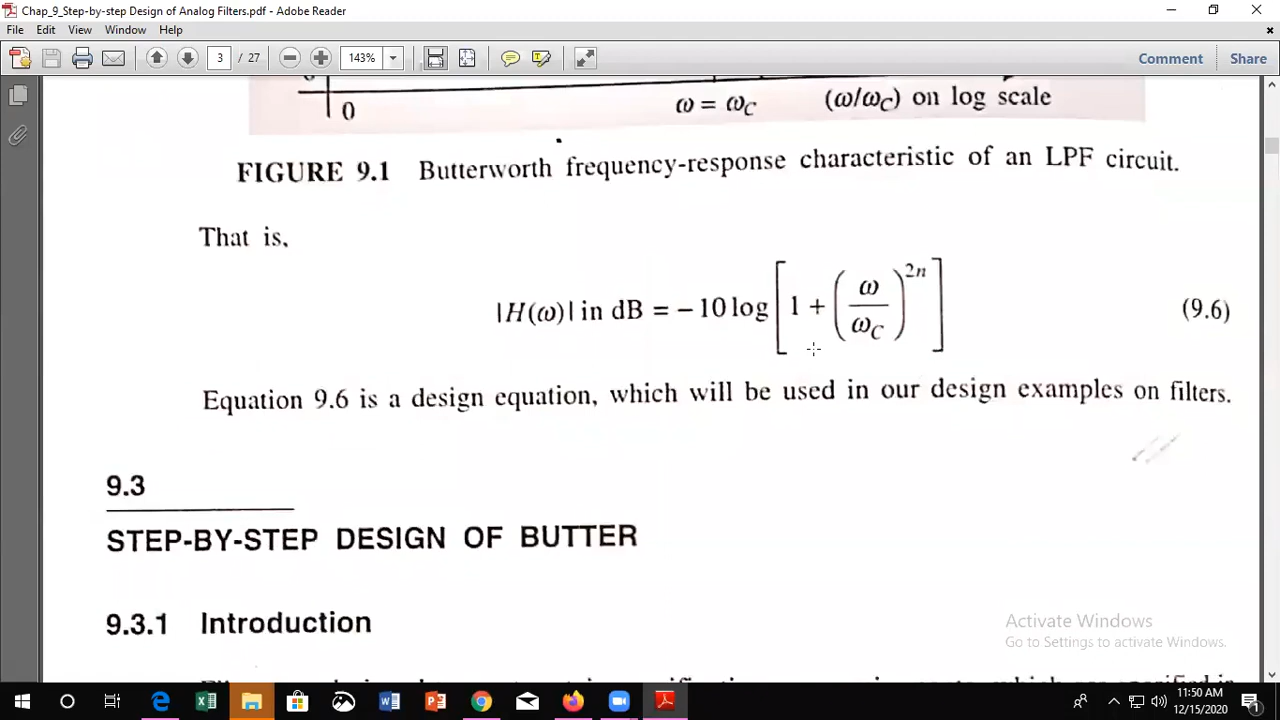 Chap_9_Step-by-step Design of Analog Filters.pdf - Adobe Reader
File Edit View Window Help
3 / 27 143% Comment Share
0 ω = ωC (ω/ωC) on log scale
FIGURE 9.1 Butterworth frequency-response characteristic of an LPF circuit.
That is,
|H(ω)| in dB = − 10 log [ 1 + ( ω / ωC )^2n ] (9.6)
Equation 9.6 is a design equation, which will be used in our design examples on filters.
9.3
STEP-BY-STEP DESIGN OF BUTTER
9.3.1 Introduction
Activate Windows
Go to Settings to activate Windows.
11:50 AM
12/15/2020